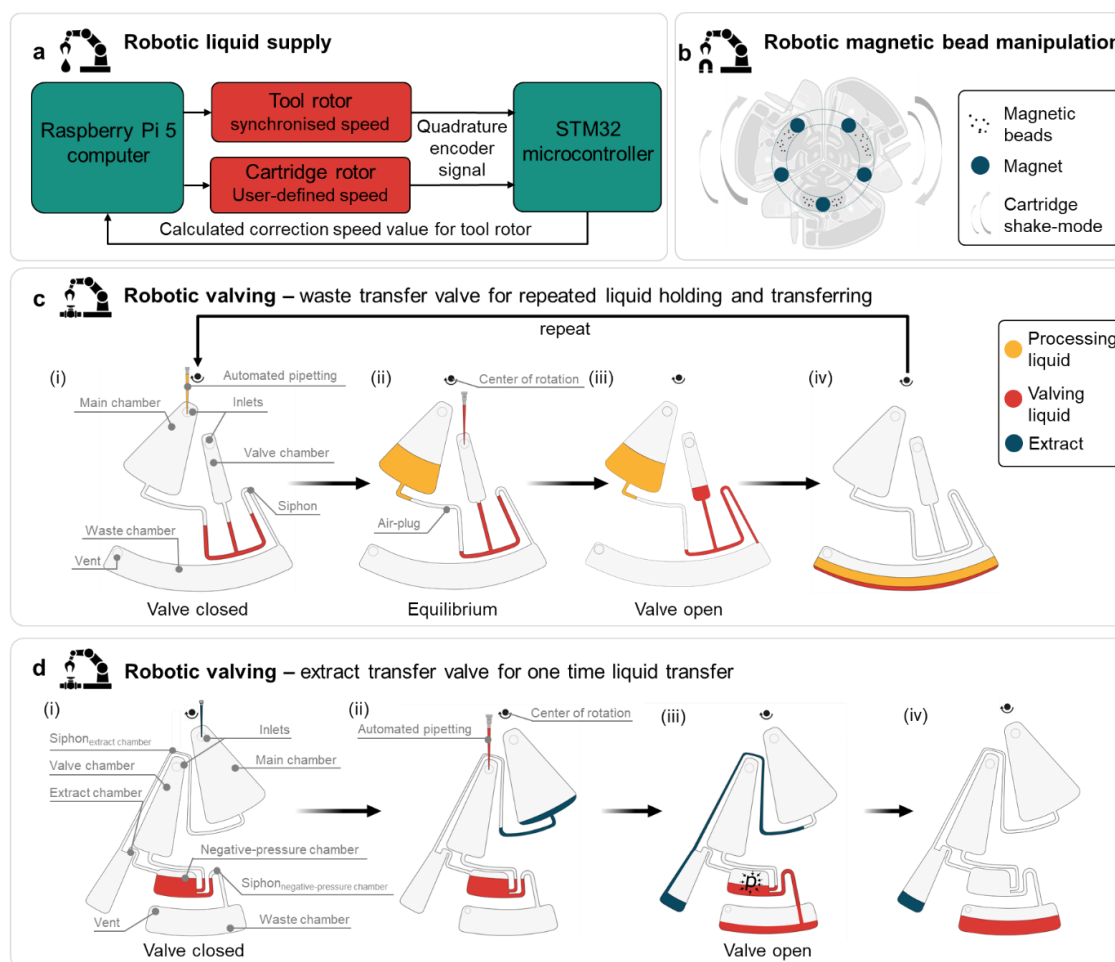 a
Robotic liquid supply
Raspberry Pi 5
computer
Tool rotor
synchronised speed
Cartridge rotor
User-defined speed
Quadrature
encoder
signal
STM32
microcontroller
Calculated correction speed value for tool rotor
b
Robotic magnetic bead manipulation
Magnetic
beads
Magnet
Cartridge
shake-mode
c
Robotic valving – waste transfer valve for repeated liquid holding and transferring
repeat
Processing
liquid
Valving
liquid
Extract
(i)
Automated pipetting
Main chamber
Inlets
Valve chamber
Siphon
Waste chamber
Vent
Valve closed
(ii)
Center of rotation
Air-plug
Equilibrium
(iii)
Valve open
(iv)
d
Robotic valving – extract transfer valve for one time liquid transfer
(i)
Siphonextract chamber
Inlets
Valve chamber
Main chamber
Extract chamber
Negative-pressure chamber
Siphonnegative-pressure chamber
Vent
Waste chamber
Valve closed
(ii)
Center of rotation
Automated pipetting
(iii)
p
Valve open
(iv)